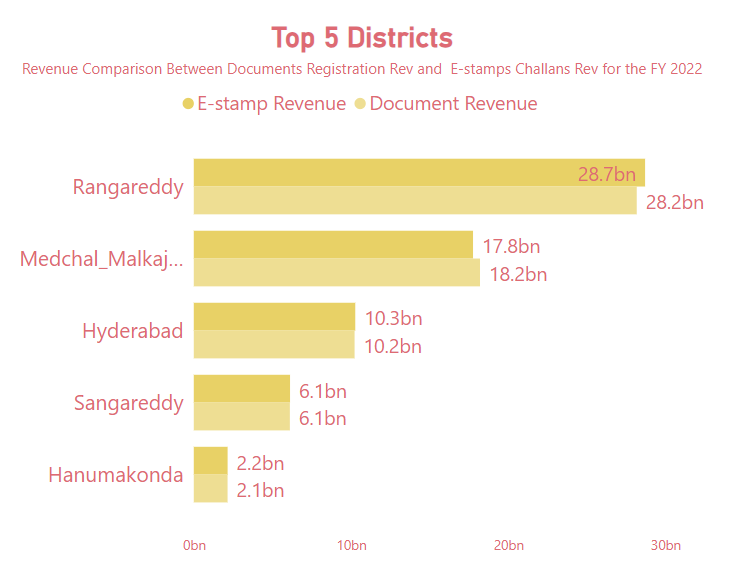 Top 5 Districts
Revenue Comparison Between Documents Registration Rev and  E-stamps Challans Rev for the FY 2022
E-stamp Revenue Document Revenue
Rangareddy
28.7bn
28.2bn
Medchal_Malkaj...
17.8bn
18.2bn
Hyderabad
10.3bn
10.2bn
Sangareddy
6.1bn
6.1bn
Hanumakonda
2.2bn
2.1bn
0bn 10bn 20bn 30bn